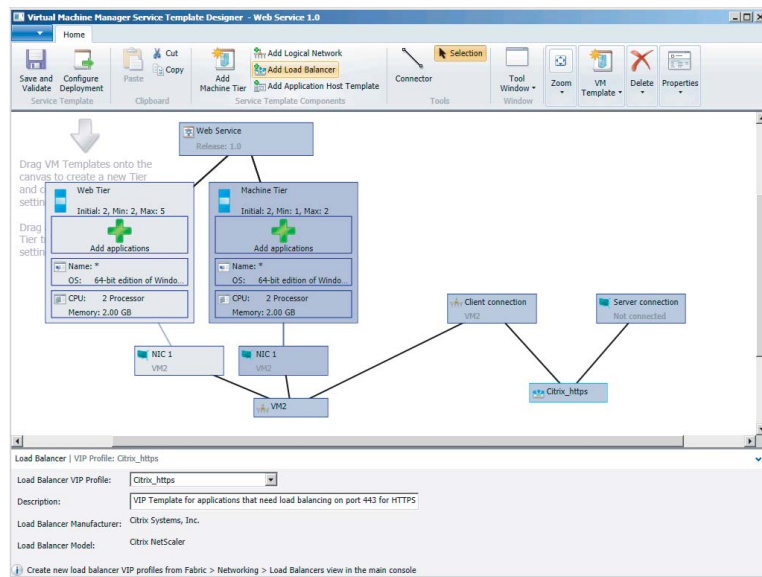 Virtual Machine Manager Service Template Designer - Web Service 1.0
Home
Save and Validate
Configure Deployment
Service Template
Paste
Cut
Copy
Clipboard
Add Machine Tier
Add Logical Network
Add Load Balancer
Add Application Host Template
Service Template Components
Connector
Selection
Tools
Tool Window
Window
Zoom
VM Template
Delete
Properties
Drag VM Templates onto the
canvas to create a new Tier
and c
settin
Drag
Tier t
settin
Web Service
Release: 1.0
Web Tier
Initial: 2, Min: 2, Max: 5
Add applications
Name: *
OS: 64-bit edition of Windo...
CPU: 2 Processor
Memory: 2.00 GB
Machine Tier
Initial: 2, Min: 1, Max: 2
Add applications
Name: *
OS: 64-bit edition of Windo...
CPU: 2 Processor
Memory: 2.00 GB
Client connection
VM2
Server connection
Not connected
NIC 1
VM2
NIC 1
VM2
VM2
Citrix_https
Load Balancer | VIP Profile: Citrix_https
Load Balancer VIP Profile: Citrix_https
Description: VIP Template for applications that need load balancing on port 443 for HTTPS
Load Balancer Manufacturer: Citrix Systems, Inc.
Load Balancer Model: Citrix NetScaler
Create new load balancer VIP profiles from Fabric > Networking > Load Balancers view in the main console